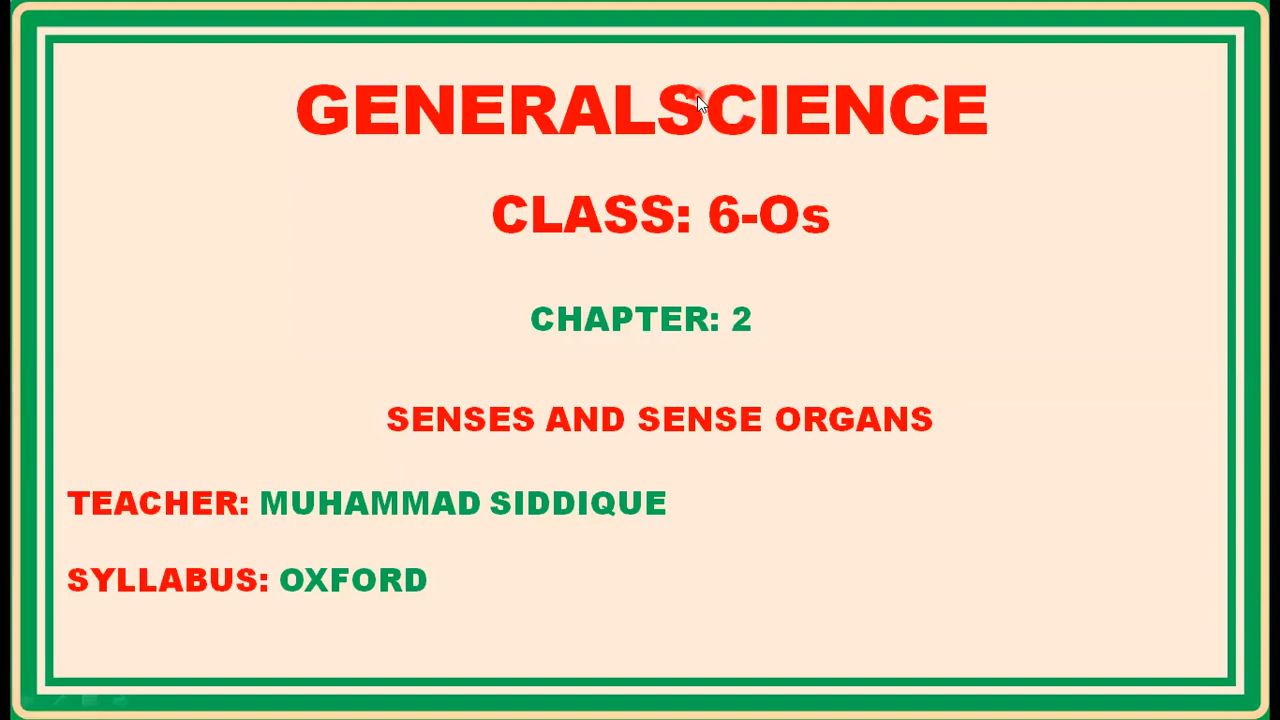 GENERALSCIENCE
CLASS: 6-Os
CHAPTER: 2
SENSES AND SENSE ORGANS
TEACHER: MUHAMMAD SIDDIQUE
SYLLABUS: OXFORD